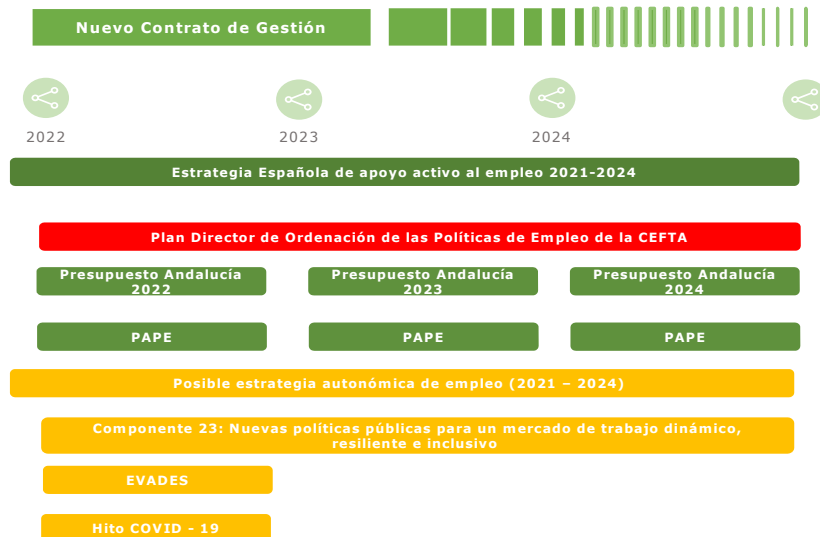 Nuevo Contrato de Gestión
2022
2023
2024
Estrategia Española de apoyo activo al empleo 2021-2024
Plan Director de Ordenación de las Políticas de Empleo de la CEFTA
Presupuesto Andalucía
2022
Presupuesto Andalucía
2023
Presupuesto Andalucía
2024
PAPE
PAPE
PAPE
Posible estrategia autonómica de empleo (2021 – 2024)
Componente 23: Nuevas políticas públicas para un mercado de trabajo dinámico,
resiliente e inclusivo
EVADES
Hito COVID - 19